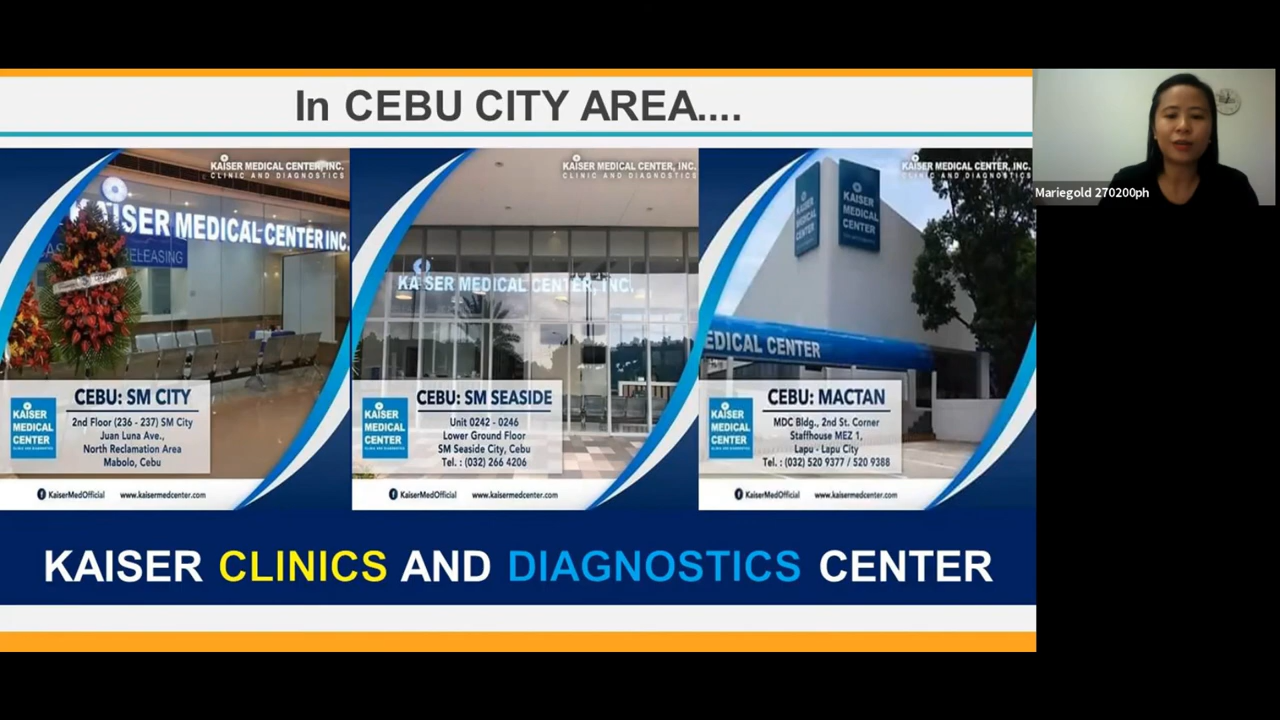 In CEBU CITY AREA....
KAISER MEDICAL CENTER, INC.
CLINIC AND DIAGNOSTICS
KAISER MEDICAL CENTER INC.
RELEASING
CEBU: SM CITY
2nd Floor (236 - 237) SM City
Juan Luna Ave.,
North Reclamation Area
Mabolo, Cebu
KAISER
MEDICAL
CENTER
KaiserMedOfficial www.kaisermedcenter.com
KAISER MEDICAL CENTER, INC.
CLINIC AND DIAGNOSTICS
KAISER MEDICAL CENTER, INC.
CEBU: SM SEASIDE
Unit 0242 - 0246
Lower Ground Floor
SM Seaside City, Cebu
Tel. : (032) 266 4206
KAISER
MEDICAL
CENTER
KaiserMedOfficial www.kaisermedcenter.com
KAISER MEDICAL CENTER, INC.
CLINIC AND DIAGNOSTICS
KAISER
MEDICAL
CENTER
KAISER
MEDICAL
CENTER
EDICAL CENTER
CEBU: MACTAN
MDC Bldg., 2nd St. Corner
Staffhouse MEZ 1,
Lapu - Lapu City
Tel. : (032) 520 9377 / 520 9388
KAISER
MEDICAL
CENTER
KaiserMedOfficial www.kaisermedcenter.com
KAISER CLINICS AND DIAGNOSTICS CENTER
Mariegold 270200ph